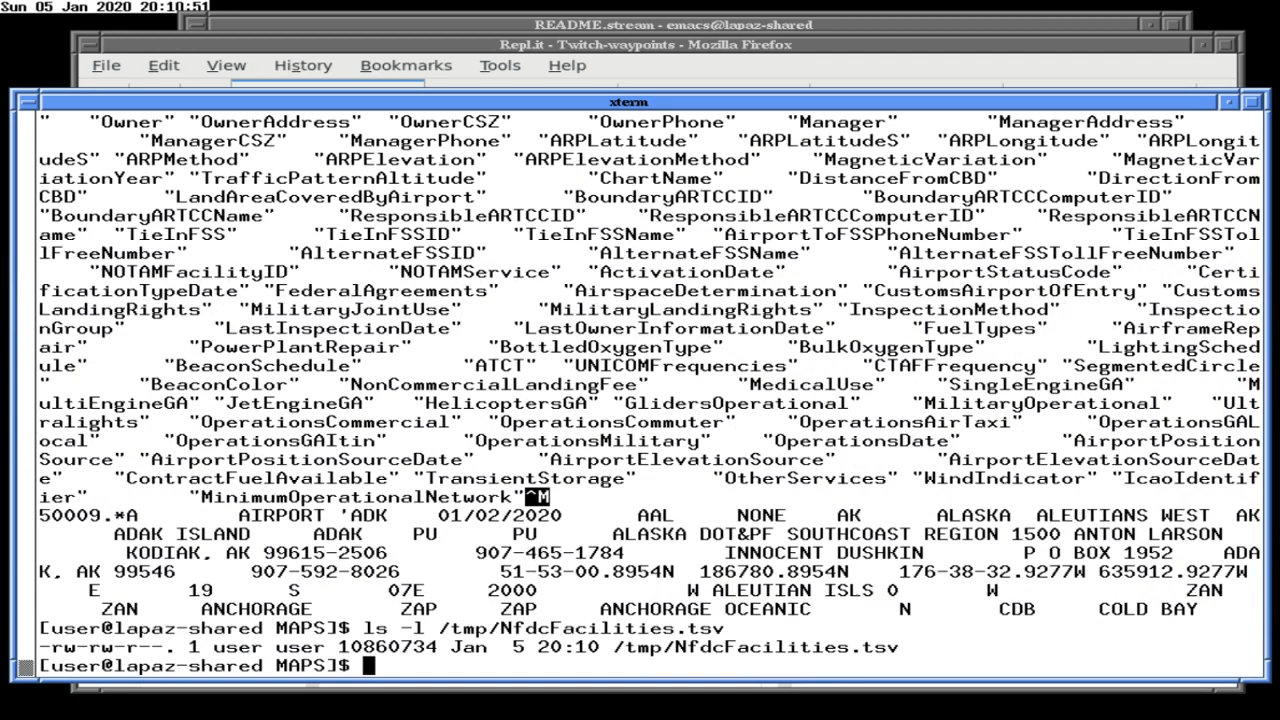 Sun 05 Jan 2020 20:10:51
README.stream - emacs@lapaz-shared
Repl.it - Twitch-waypoints - Mozilla Firefox
File Edit View History Bookmarks Tools Help
xterm
" "Owner" "OwnerAddress" "OwnerCSZ" "OwnerPhone" "Manager" "ManagerAddress"
"ManagerCSZ" "ManagerPhone" "ARPLatitude" "ARPLatitudeS" "ARPLongitude" "ARPLongit
udeS" "ARPMethod" "ARPElevation" "ARPElevationMethod" "MagneticVariation" "MagneticVar
iationYear" "TrafficPatternAltitude" "ChartName" "DistanceFromCBD" "DirectionFrom
CBD" "LandAreaCoveredByAirport" "BoundaryARTCCID" "BoundaryARTCCComputerID"
"BoundaryARTCCName" "ResponsibleARTCCID" "ResponsibleARTCCComputerID" "ResponsibleARTCCN
ame" "TieInFSS" "TieInFSSID" "TieInFSSName" "AirportToFSSPhoneNumber" "TieInFSSTol
lFreeNumber" "AlternateFSSID" "AlternateFSSName" "AlternateFSSTollFreeNumber"
"NOTAMFacilityID" "NOTAMService" "ActivationDate" "AirportStatusCode" "Certi
ficationTypeDate" "FederalAgreements" "AirspaceDetermination" "CustomsAirportOfEntry" "Customs
LandingRights" "MilitaryJointUse" "MilitaryLandingRights" "InspectionMethod" "Inspectio
nGroup" "LastInspectionDate" "LastOwnerInformationDate" "FuelTypes" "AirframeRep
air" "PowerPlantRepair" "BottledOxygenType" "BulkOxygenType" "LightingSched
ule" "BeaconSchedule" "ATCT" "UNICOMFrequencies" "CTAFFrequency" "SegmentedCircle
" "BeaconColor" "NonCommercialLandingFee" "MedicalUse" "SingleEngineGA" "M
ultiEngineGA" "JetEngineGA" "HelicoptersGA" "GlidersOperational" "MilitaryOperational" "Ult
ralights" "OperationsCommercial" "OperationsCommuter" "OperationsAirTaxi" "OperationsGAL
ocal" "OperationsGAItin" "OperationsMilitary" "OperationsDate" "AirportPosition
Source" "AirportPositionSourceDate" "AirportElevationSource" "AirportElevationSourceDat
e" "ContractFuelAvailable" "TransientStorage" "OtherServices" "WindIndicator" "IcaoIdentif
ier" "MinimumOperationalNetwork"^M
50009.*A AIRPORT 'ADK 01/02/2020 AAL NONE AK ALASKA ALEUTIANS WEST AK
ADAK ISLAND ADAK PU PU ALASKA DOT&PF SOUTHCOAST REGION 1500 ANTON LARSON
KODIAK, AK 99615-2506 907-465-1784 INNOCENT DUSHKIN P O BOX 1952 ADA
K, AK 99546 907-592-8026 51-53-00.8954N 186780.8954N 176-38-32.9277W 635912.9277W
E 19 S 07E 2000 W ALEUTIAN ISLS 0 W ZAN
ZAN ANCHORAGE ZAP ZAP ANCHORAGE OCEANIC N CDB COLD BAY
[user@lapaz-shared MAPS]$ ls -l /tmp/NfdcFacilities.tsv
-rw-rw-r--. 1 user user 10860734 Jan 5 20:10 /tmp/NfdcFacilities.tsv
[user@lapaz-shared MAPS]$